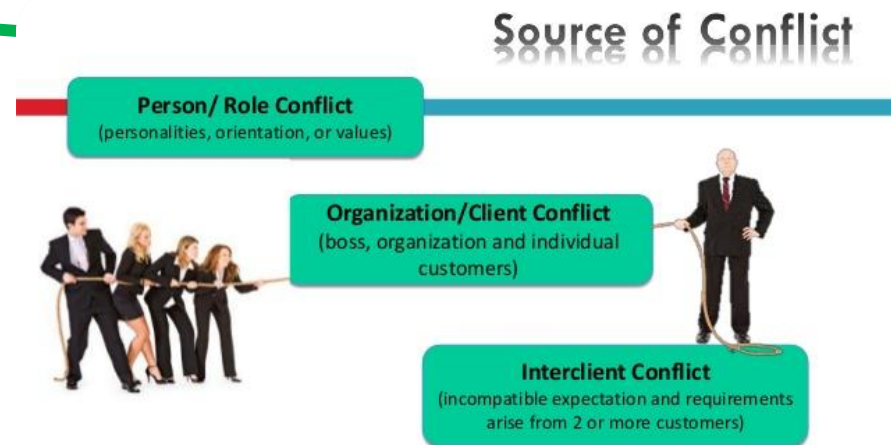 Source of Conflict
Person/ Role Conflict
(personalities, orientation, or values)
Organization/Client Conflict
(boss, organization and individual
customers)
Interclient Conflict
(incompatible expectation and requirements
arise from 2 or more customers)